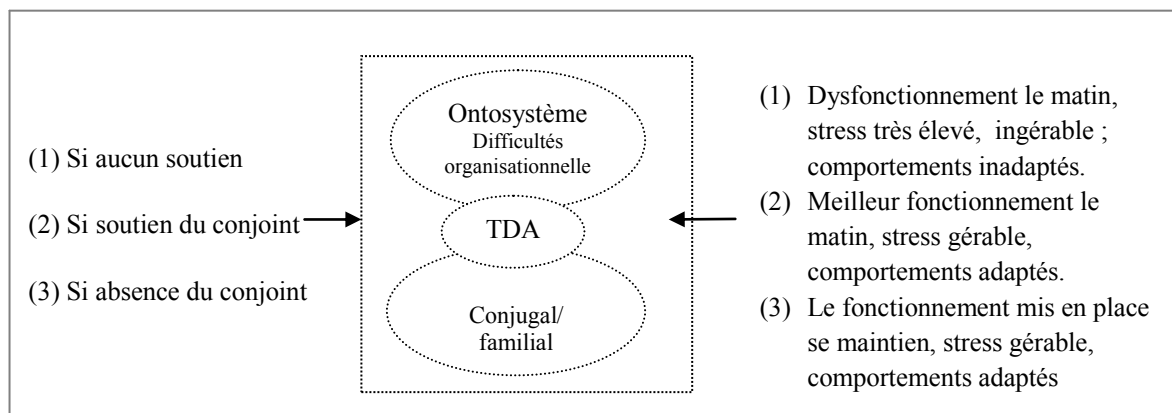 (1) Si aucun soutien
(2) Si soutien du conjoint
(3) Si absence du conjoint
Ontosystème
Difficultés
organisationnelle
TDA
Conjugal/
familial
(1) Dysfonctionnement le matin,
stress très élevé, ingérable ;
comportements inadaptés.
(2) Meilleur fonctionnement le
matin, stress gérable,
comportements adaptés.
(3) Le fonctionnement mis en place
se maintien, stress gérable,
comportements adaptés